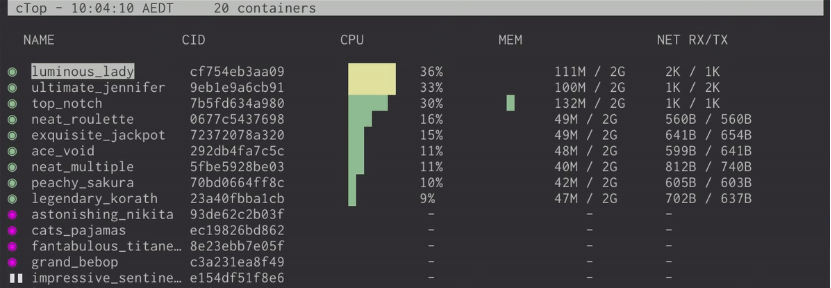 cTop - 10:04:10 AEDT 20 containers
NAME CID CPU MEM NET RX/TX
luminous_lady cf754eb3aa09 36% 111M / 2G 2K / 1K
ultimate_jennifer 9eb1e9a6cb91 33% 100M / 2G 1K / 2K
top_notch 7b5fd634a980 30% 132M / 2G 1K / 2K
neat_roulette 0677c5437698 16% 49M / 2G 560B / 560B
exquisite_jackpot 72372078a320 15% 49M / 2G 641B / 654B
ace_void 292db4fa7c5c 11% 48M / 2G 599B / 641B
neat_multiple 5fbe5928be03 11% 40M / 2G 812B / 740B
peachy_sakura 70bd0664ff8c 10% 42M / 2G 605B / 603B
legendary_korath 23a40fbba1cb 9% 47M / 2G 702B / 637B
astonishing_nikita 93de62c2b03f - - -
cats_pajamas ec19826bd862 - - -
fantabulous_titane… 8e23ebb7e05f - - -
grand_bebop c3a231ea8f49 - - -
impressive_sentine… e154df51f8e6 - - -